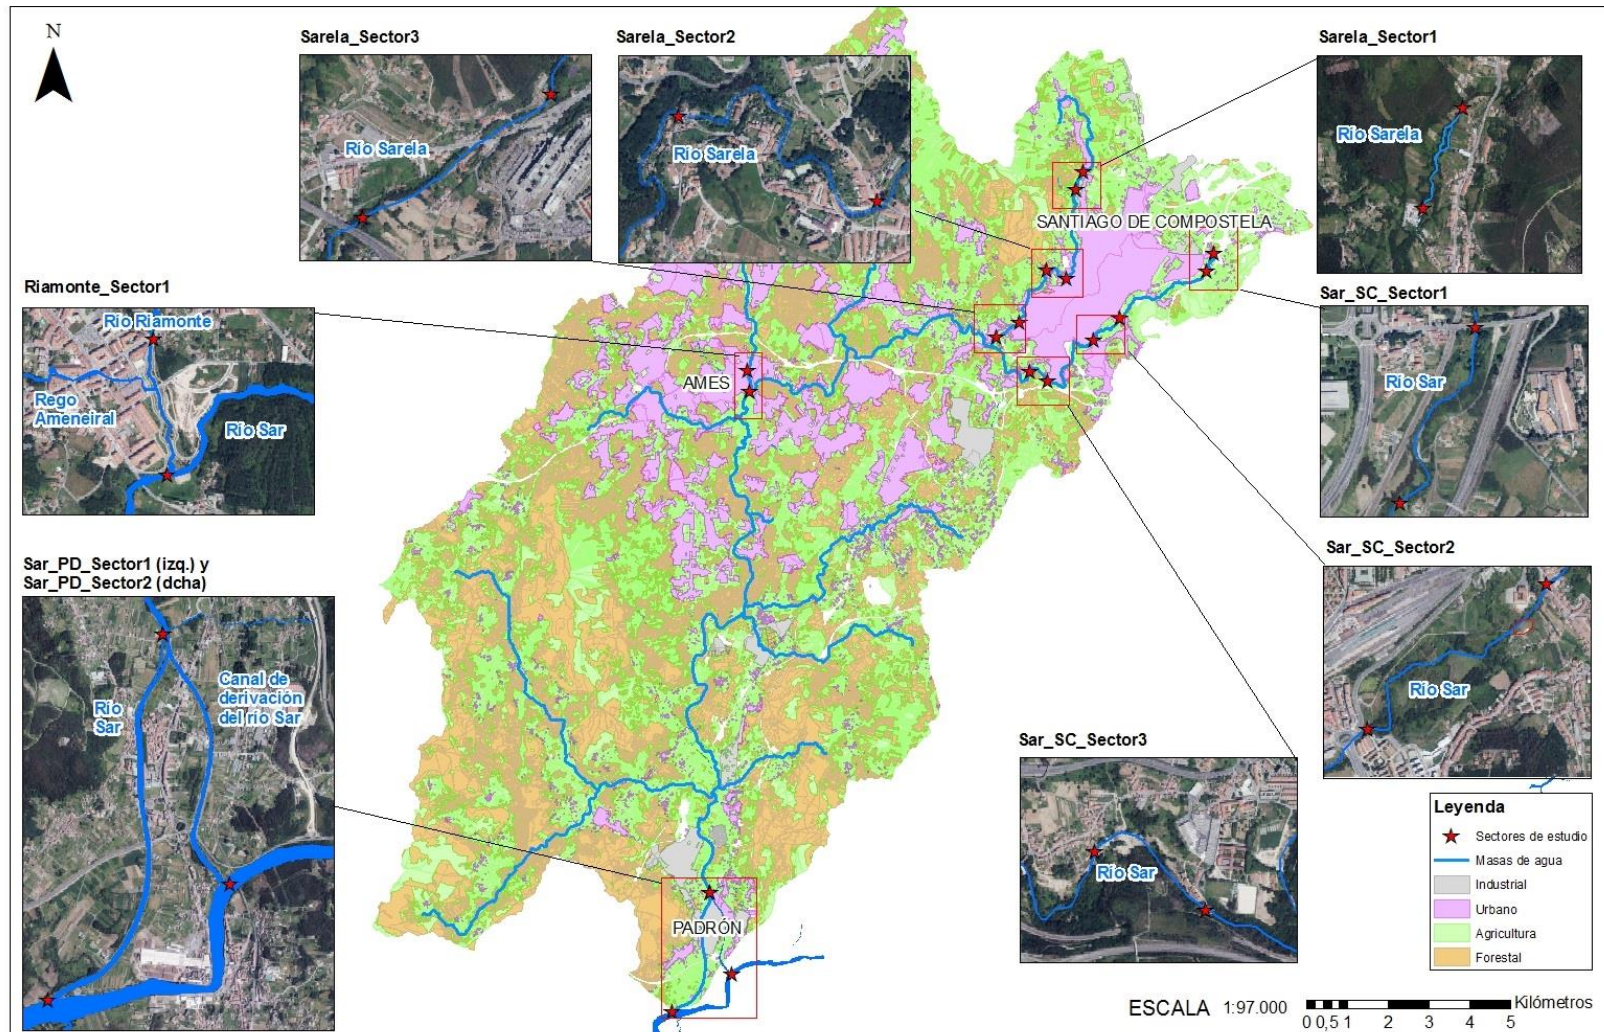 N
Sarela_Sector3
Río Sarela
Sarela_Sector2
Río Sarela
Sarela_Sector1
Río Sarela
SANTIAGO DE COMPOSTELA
Riamonte_Sector1
Río Riamonte
Rego
Ameneiral
Río Sar
AMES
Sar_SC_Sector1
Río Sar
Sar_PD_Sector1 (izq.) y
Sar_PD_Sector2 (dcha)
Río
Sar
Canal de
derivación
del río Sar
Sar_SC_Sector2
Río Sar
Sar_SC_Sector3
Río Sar
PADRÓN
Leyenda
Sectores de estudio
Masas de agua
Industrial
Urbano
Agricultura
Forestal
ESCALA 1:97.000
Kilómetros
0 0,5 1 2 3 4 5